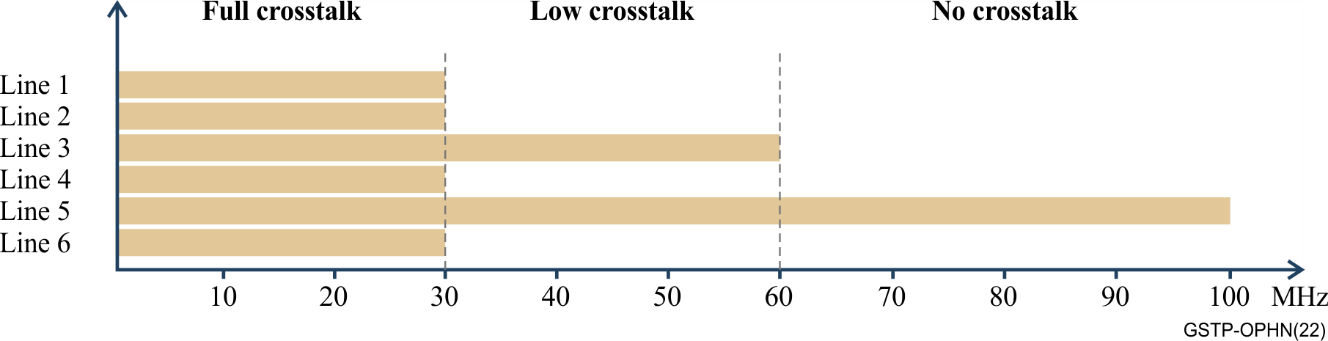 Full crosstalk Low crosstalk No crosstalk
Line 1
Line 2
Line 3
Line 4
Line 5
Line 6
10 20 30 40 50 60 70 80 90 100 MHz
GSTP-OPHN(22)